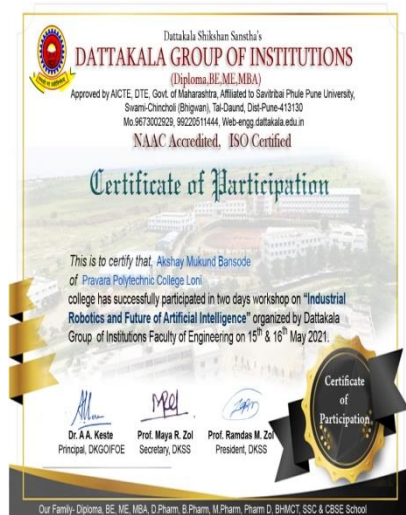 Dattakala Shikshan Sanstha's
DATTAKALA GROUP OF INSTITUTIONS
(Diploma,BE,ME,MBA)
Approved by AICTE, DTE, Govt. of Maharashtra, Affiliated to Savitribai Phule Pune University,
Swami-Chincholi (Bhigwan), Tal-Daund, Dist-Pune-413130
Mo.9673002929, 99220511444, Web-engg.dattakala.edu.in
NAAC Accredited, ISO Certified
Certificate of Participation
This is to certify that, Akshay Mukund Bansode
of Pravara Polytechnic College Loni
college has successfully participated in two days workshop on "Industrial
Robotics and Future of Artificial Intelligence" organized by Dattakala
Group of Institutions Faculty of Engineering on 15th & 16th May 2021.
Dr. A A. Keste
Principal, DKGOIFOE
Prof. Maya R. Zol
Secretary, DKSS
Prof. Ramdas M. Zol
President, DKSS
Certificate
of
Participation
Our Family- Diploma, BE, ME, MBA, D.Pharm, B.Pharm, M.Pharm, Pharm D, BHMCT, SSC & CBSE School